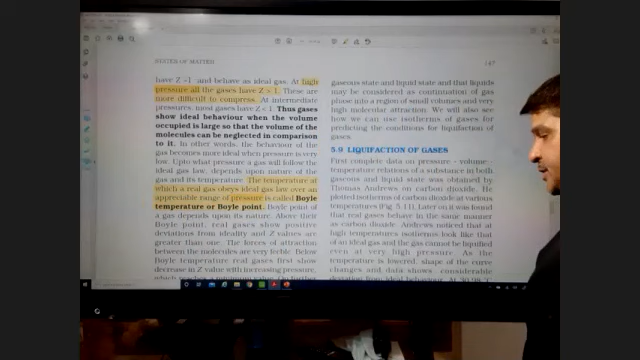 STATES OF MATTER
147
have Z >1 and behave as ideal gas. At high
pressure all the gases have Z > 1. These are
more difficult to compress. At intermediate
pressures, most gases have Z < 1. Thus gases
show ideal behaviour when the volume
occupied is large so that the volume of the
molecules can be neglected in comparison
to it. In other words, the behaviour of the
gas becomes more ideal when pressure is very
low. Upto what pressure a gas will follow the
ideal gas law, depends upon nature of the
gas and its temperature. The temperature at
which a real gas obeys ideal gas law over an
appreciable range of pressure is called Boyle
temperature or Boyle point. Boyle point of
a gas depends upon its nature. Above their
Boyle point, real gases show positive
deviations from ideality and Z values are
greater than one. The forces of attraction
between the molecules are very feeble. Below
Boyle temperature real gases first show
decrease in Z value with increasing pressure,
which reaches a minimum value. On further
gaseous state and liquid state and that liquids
may be considered as continuation of gas
phase into a region of small volumes and very
high molecular attraction. We will also see
how we can use isotherms of gases for
predicting the conditions for liquifaction of
gases.
5.9 LIQUIFACTION OF GASES
First complete data on pressure - volume -
temperature relations of a substance in both
gaseous and liquid state was obtained by
Thomas Andrews on carbon dioxide. He
plotted isotherms of carbon dioxide at various
temperatures (Fig. 5.11). Later on it was found
that real gases behave in the same manner
as carbon dioxide. Andrews noticed that at
high temperatures isotherms look like that
of an ideal gas and the gas cannot be liquified
even at very high pressure. As the
temperature is lowered, shape of the curve
changes and data shows considerable
deviation from ideal behaviour. At 30.98 °C